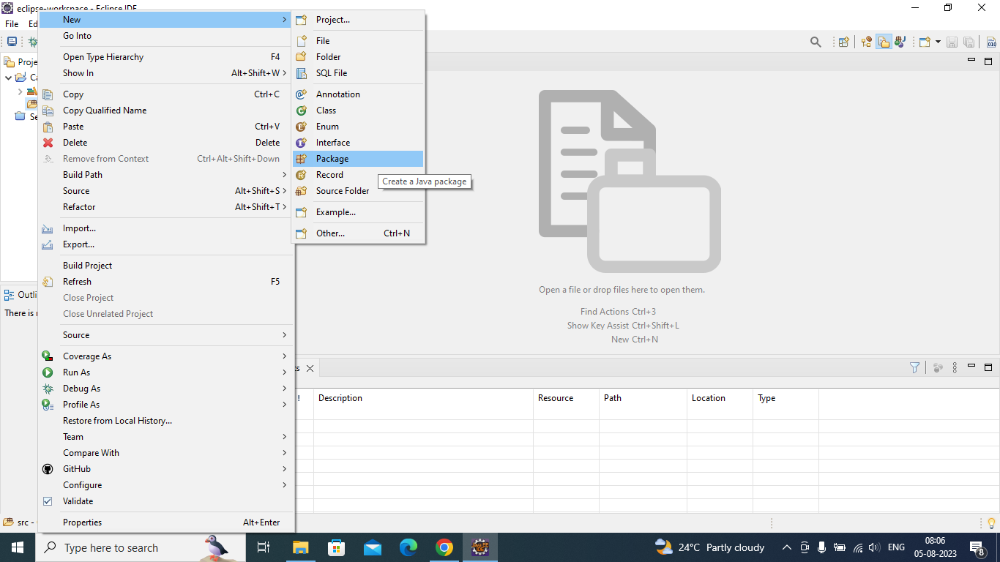 eclipse-workspace - Eclipse IDE
File
New
Go Into
Open Type Hierarchy F4
Show In Alt+Shift+W
Copy Ctrl+C
Copy Qualified Name
Paste Ctrl+V
Delete Delete
Remove from Context Ctrl+Alt+Shift+Down
Build Path
Source Alt+Shift+S
Refactor Alt+Shift+T
Import...
Export...
Build Project
Refresh F5
Close Project
Close Unrelated Project
Source
Coverage As
Run As
Debug As
Profile As
Restore from Local History...
Team
Compare With
GitHub
Configure
Validate
Properties Alt+Enter
Project...
File
Folder
SQL File
Annotation
Class
Enum
Interface
Package
Record
Create a Java package
Source Folder
Example...
Other... Ctrl+N
Open a file or drop files here to open them.
Find Actions Ctrl+3
Show Key Assist Ctrl+Shift+L
New Ctrl+N
! Description Resource Path Location Type
There is
src -
Type here to search
24°C Partly cloudy
ENG
08:06
05-08-2023
8